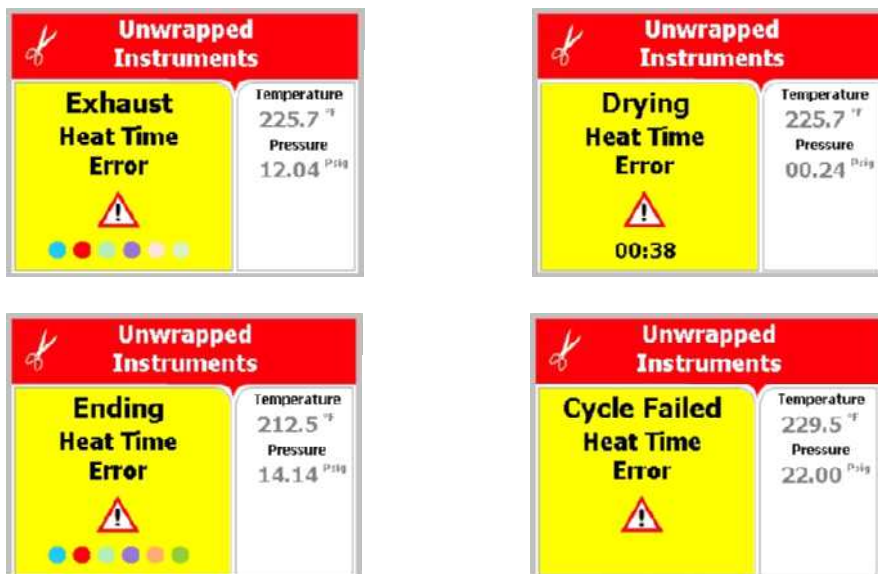 Unwrapped
Instruments
Exhaust
Heat Time
Error
Temperature
225.7 °F
Pressure
12.04 Psig
Unwrapped
Instruments
Drying
Heat Time
Error
00:38
Temperature
225.7 °F
Pressure
00.24 Psig
Unwrapped
Instruments
Ending
Heat Time
Error
Temperature
212.5 °F
Pressure
14.14 Psig
Unwrapped
Instruments
Cycle Failed
Heat Time
Error
Temperature
229.5 °F
Pressure
22.00 Psig